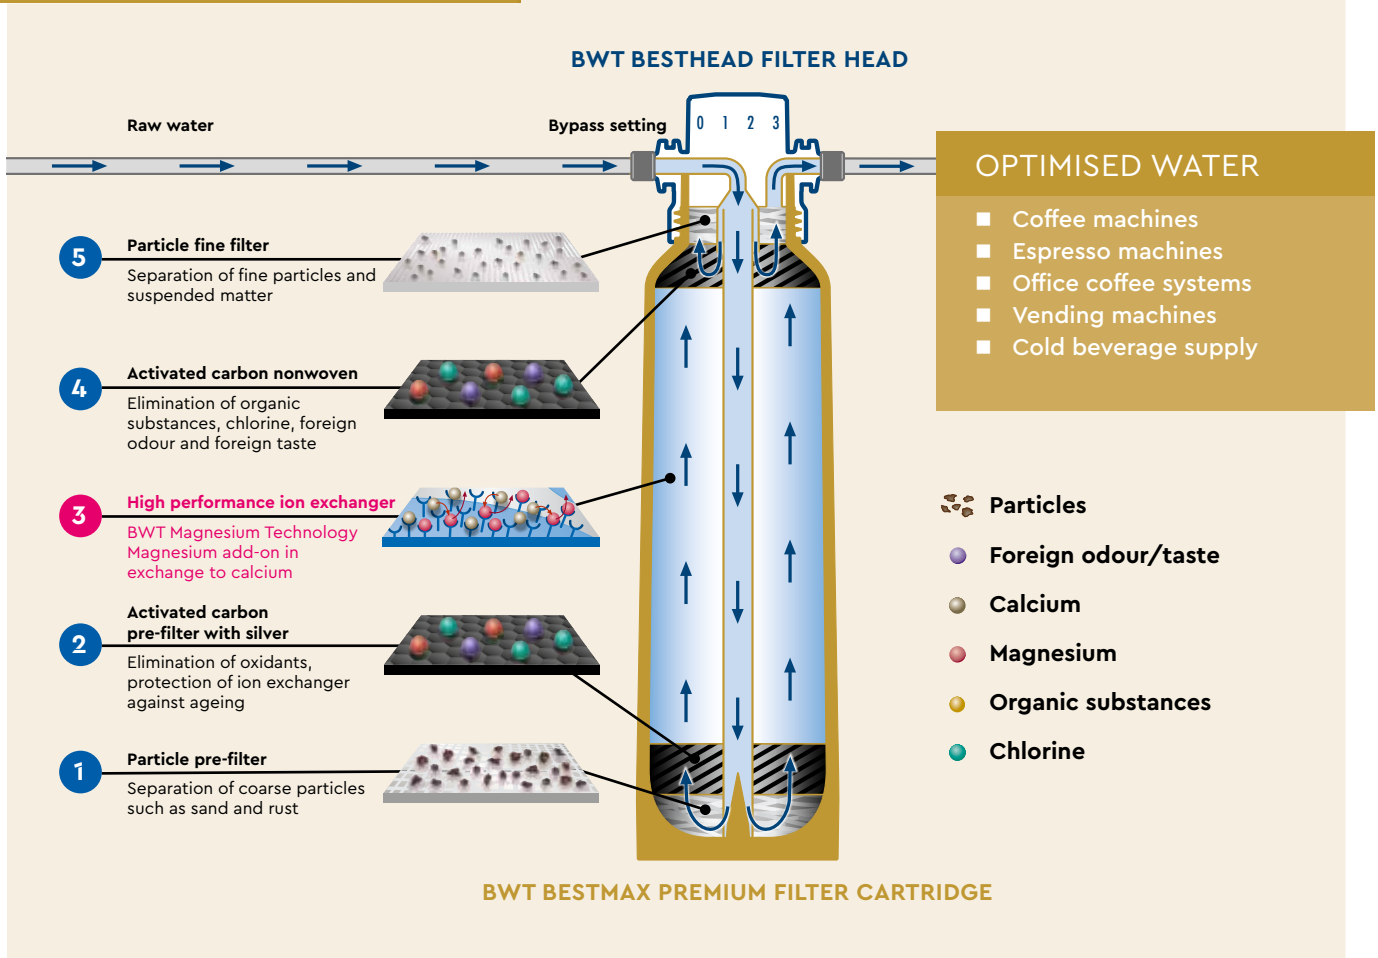 BWT BESTHEAD FILTER HEAD
Raw water
Bypass setting
0 1 2 3
OPTIMISED WATER
Coffee machines
Espresso machines
Office coffee systems
Vending machines
Cold beverage supply
5
Particle fine filter
Separation of fine particles and
suspended matter
4
Activated carbon nonwoven
Elimination of organic
substances, chlorine, foreign
odour and foreign taste
3
High performance ion exchanger
BWT Magnesium Technology
Magnesium add-on in
exchange to calcium
2
Activated carbon
pre-filter with silver
Elimination of oxidants,
protection of ion exchanger
against ageing
1
Particle pre-filter
Separation of coarse particles
such as sand and rust
Particles
Foreign odour/taste
Calcium
Magnesium
Organic substances
Chlorine
BWT BESTMAX PREMIUM FILTER CARTRIDGE